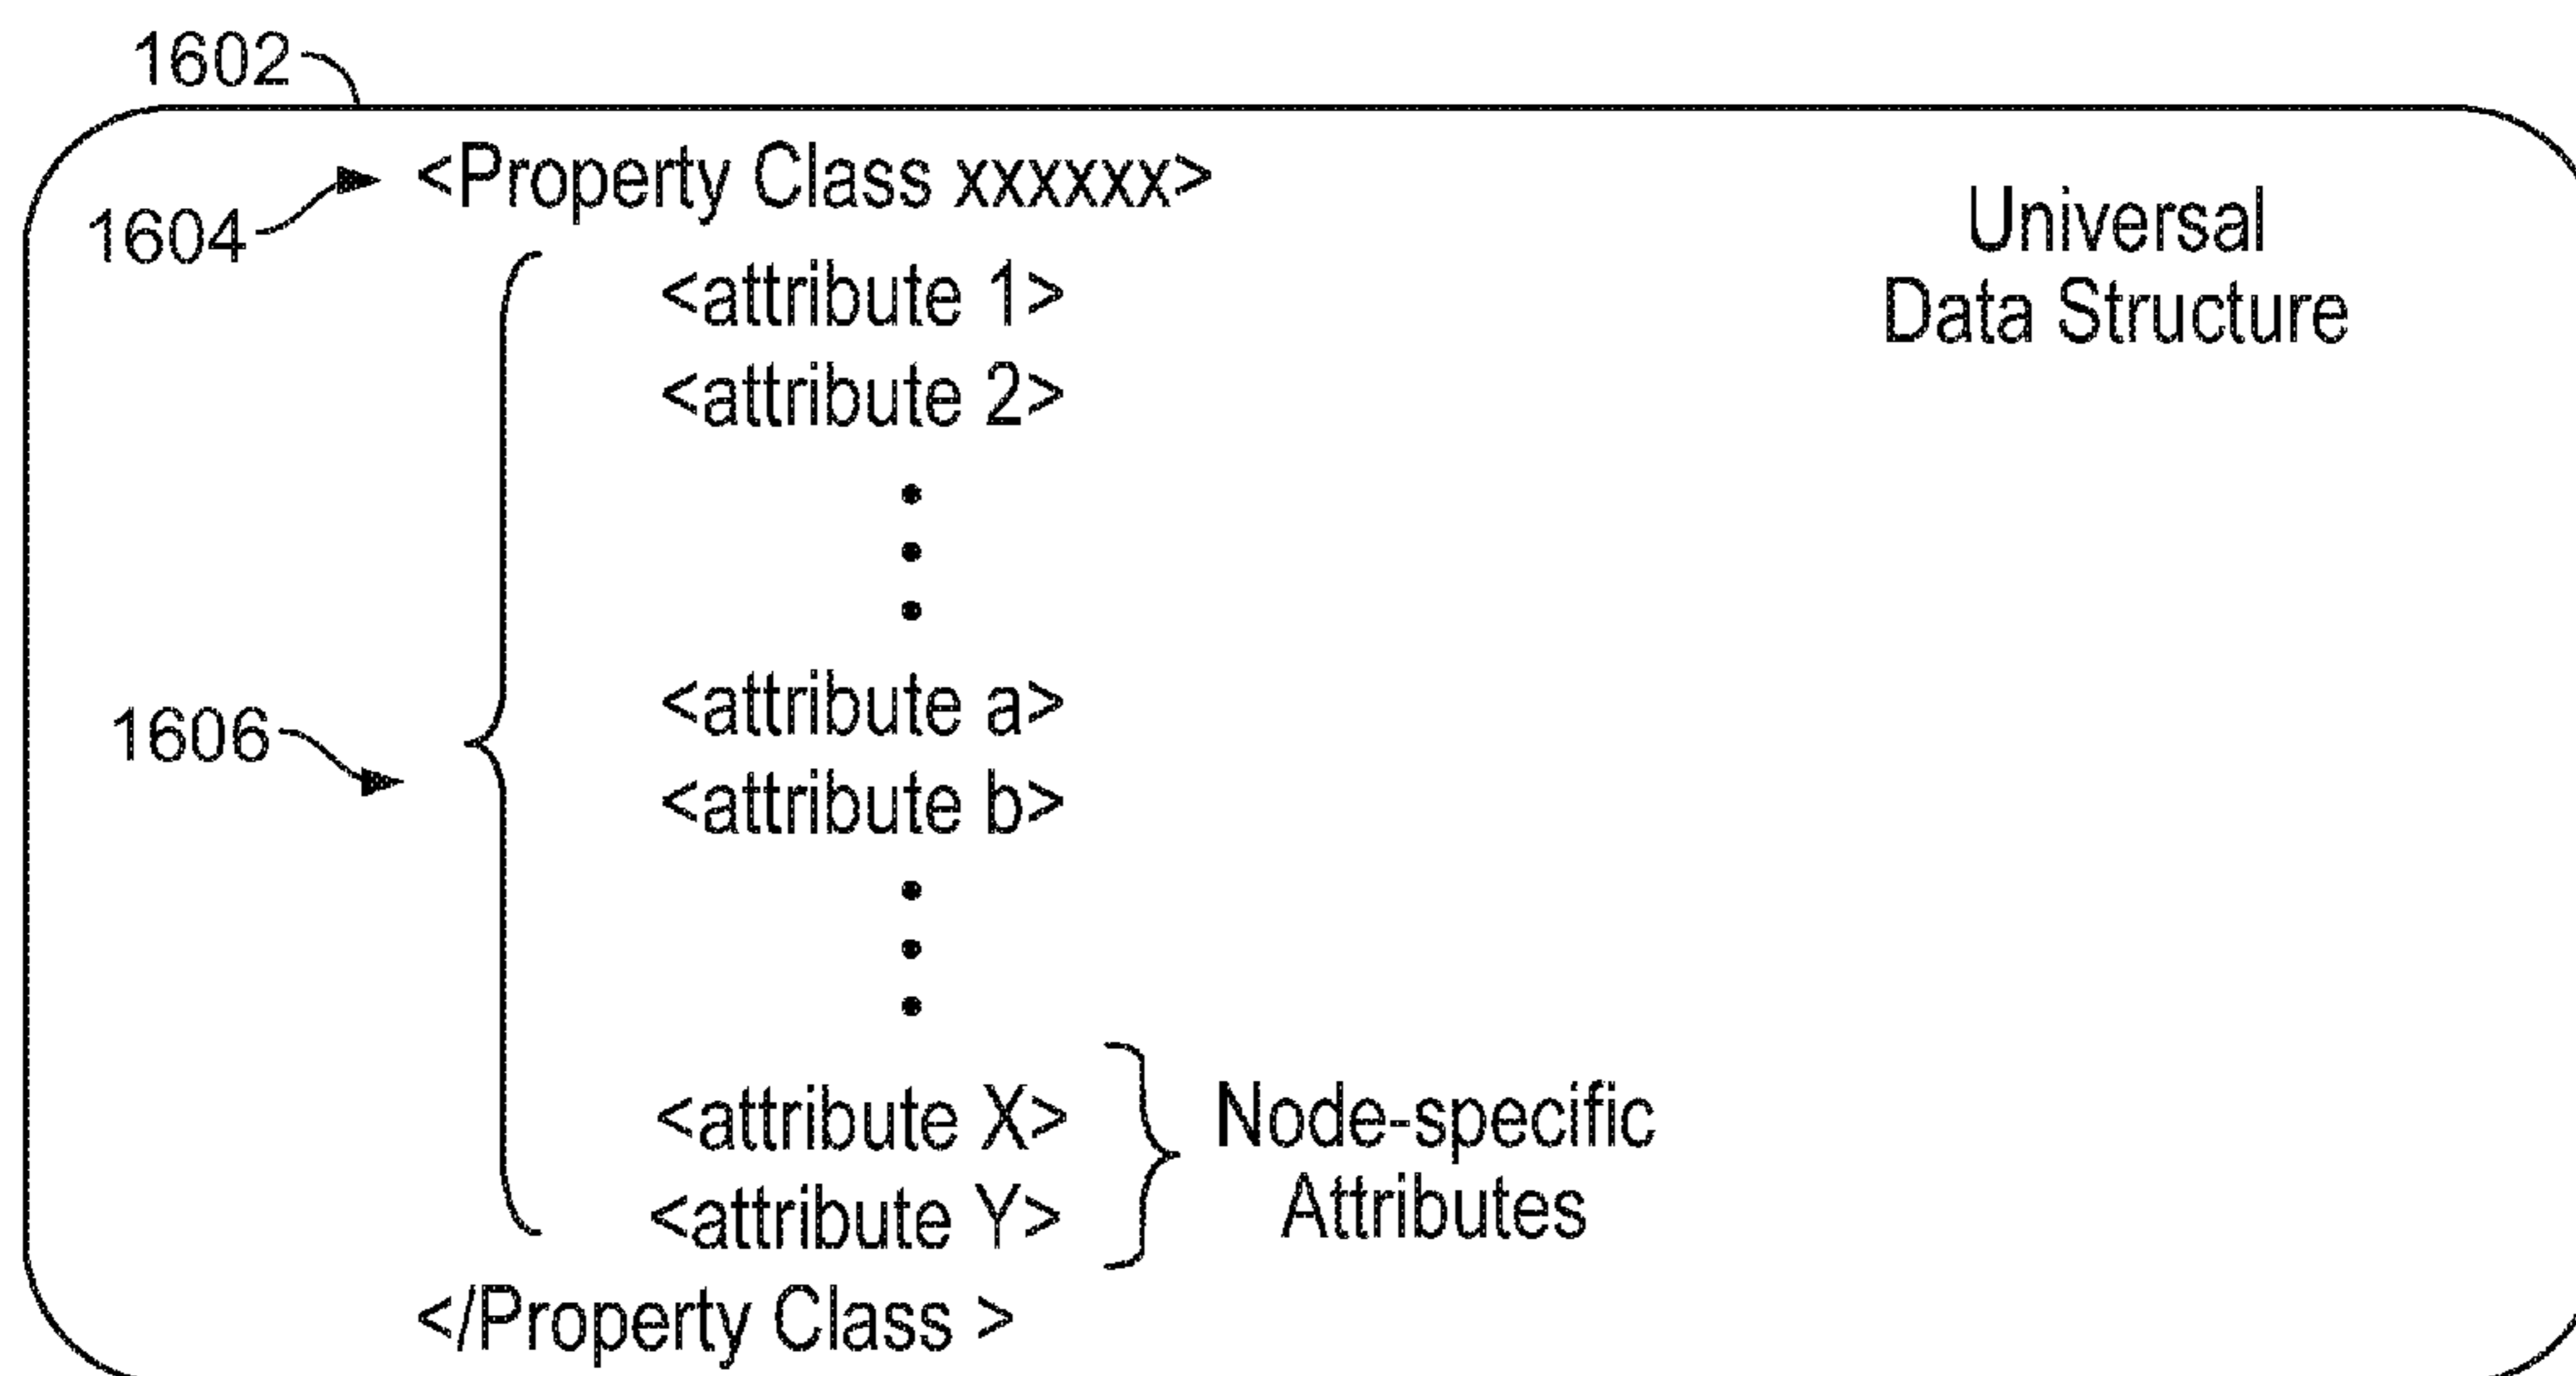 1602
<Property Class xxxxxx>
1604
Universal
Data Structure
<attribute 1>
<attribute 2>
<attribute a>
1606
<attribute b>
<attribute X>
<attribute Y>
Node-specific
Attributes
</Property Class >